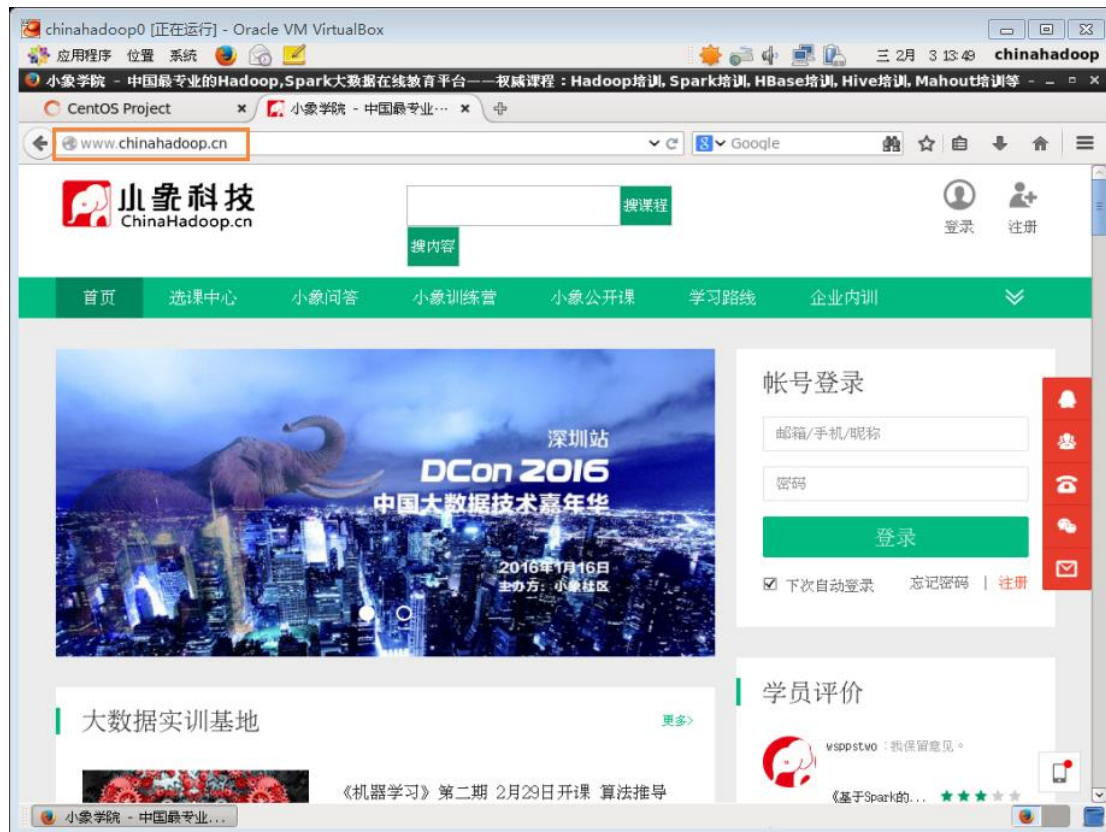 chinahadoop0 [正在运行] - Oracle VM VirtualBox
应用程序 位置 系统 三 2月 3 13:49 chinahadoop
小象学院 - 中国最专业的Hadoop,Spark大数据在线教育平台——权威课程：Hadoop培训, Spark培训, HBase培训, Hive培训, Mahout培训等 -
CentOS Project 小象学院 - 中国最专业…
www.chinahadoop.cn Google
小象科技
ChinaHadoop.cn
搜课程
搜内容
登录 注册
首页 选课中心 小象问答 小象训练营 小象公开课 学习路线 企业内训
深圳站
DCon 2016
中国大数据技术嘉年华
2016年1月16日
主办方：小象社区
帐号登录
邮箱/手机/昵称
密码
登录
下次自动登录 忘记密码 | 注册
大数据实训基地 更多>
《机器学习》第二期 2月29日开课 算法推导
学员评价
vsppstwo：我保留意见。
《基于Spark的...
小象学院 - 中国最专业...